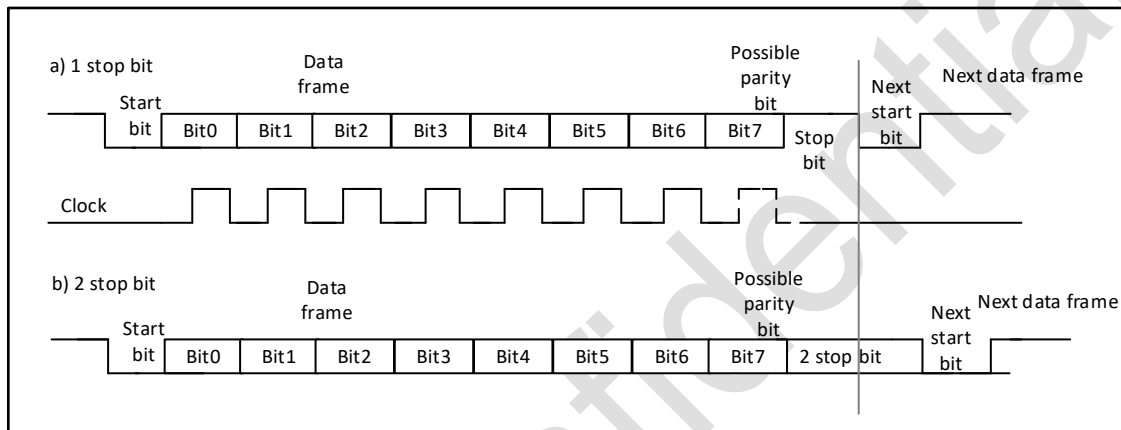 a) 1 stop bit
Data
frame
Possible
parity
bit
Next data frame
Start
bit
Bit0
Bit1
Bit2
Bit3
Bit4
Bit5
Bit6
Bit7
Stop
bit
Next
start
bit
Clock
b) 2 stop bit
Data
frame
Possible
parity
bit
Next data frame
Start
bit
Bit0
Bit1
Bit2
Bit3
Bit4
Bit5
Bit6
Bit7
2 stop bit
Next
start
bit